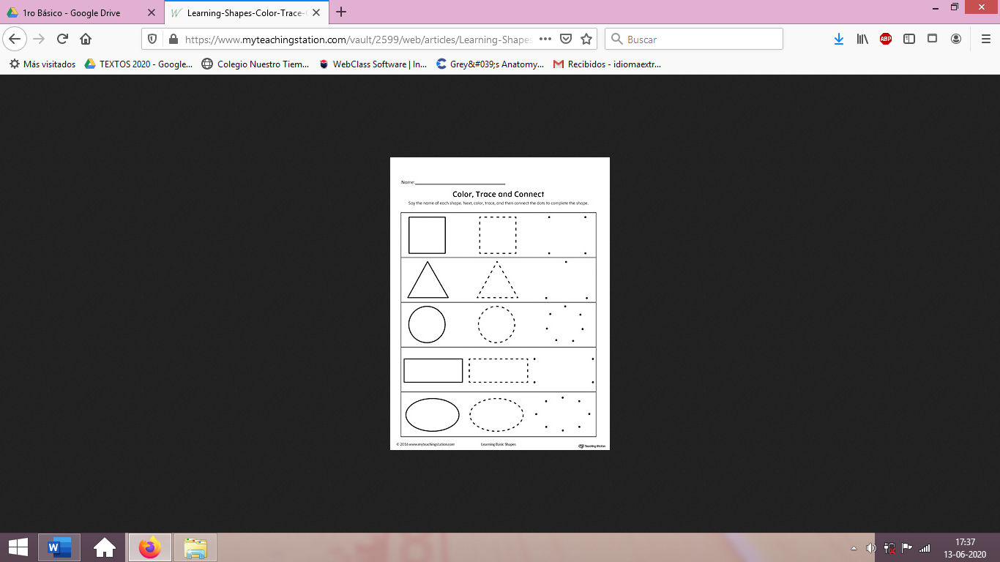 1ro Básico - Google Drive
Learning-Shapes-Color-Trace-
https://www.myteachingstation.com/vault/2599/web/articles/Learning-Shapes
Buscar
ABP
Más visitados
TEXTOS 2020 - Google...
Colegio Nuestro Tiem...
WebClass Software | In...
Grey&#039;s Anatomy...
Recibidos - idiomaextr...
Name:
Color, Trace and Connect
Say the name of each shape. Next, color, trace, and then connect the dots to complete the shape.
© 2016 www.myteachingstation.com
Learning Basic Shapes
Teaching Station
17:37
13-06-2020